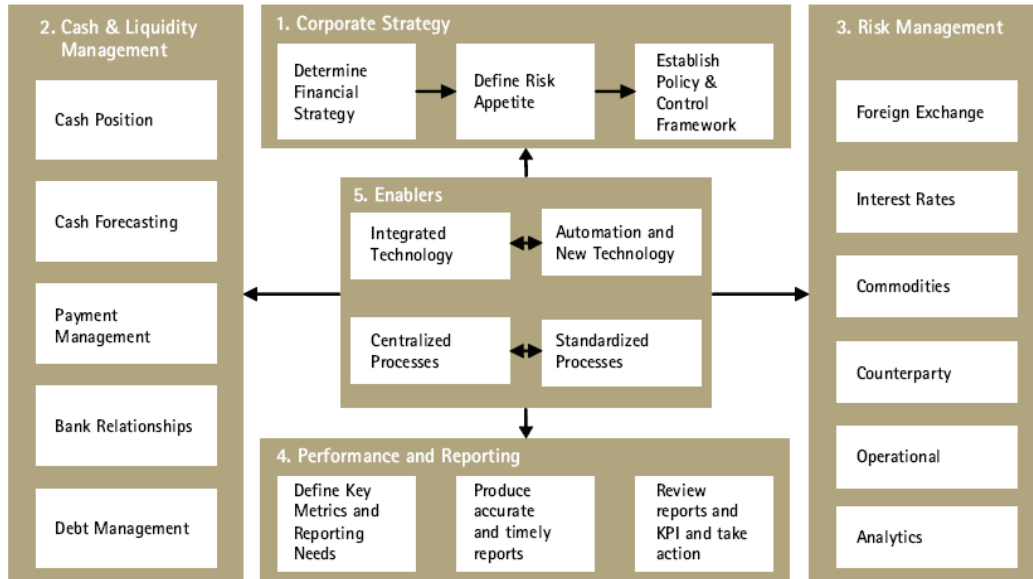 2. Cash & Liquidity
Management
Cash Position
Cash Forecasting
Payment
Management
Bank Relationships
Debt Management
1. Corporate Strategy
Determine
Financial
Strategy
Define Risk
Appetite
Establish
Policy &
Control
Framework
5. Enablers
Integrated
Technology
Automation and
New Technology
Centralized
Processes
Standardized
Processes
4. Performance and Reporting
Define Key
Metrics and
Reporting
Needs
Produce
accurate
and timely
reports
Review
reports and
KPI and take
action
3. Risk Management
Foreign Exchange
Interest Rates
Commodities
Counterparty
Operational
Analytics